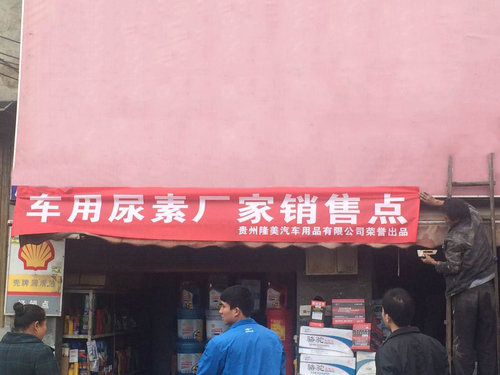 车用尿素厂家销售点
贵州隆美汽车用品有限公司荣誉出品
壳牌润滑油